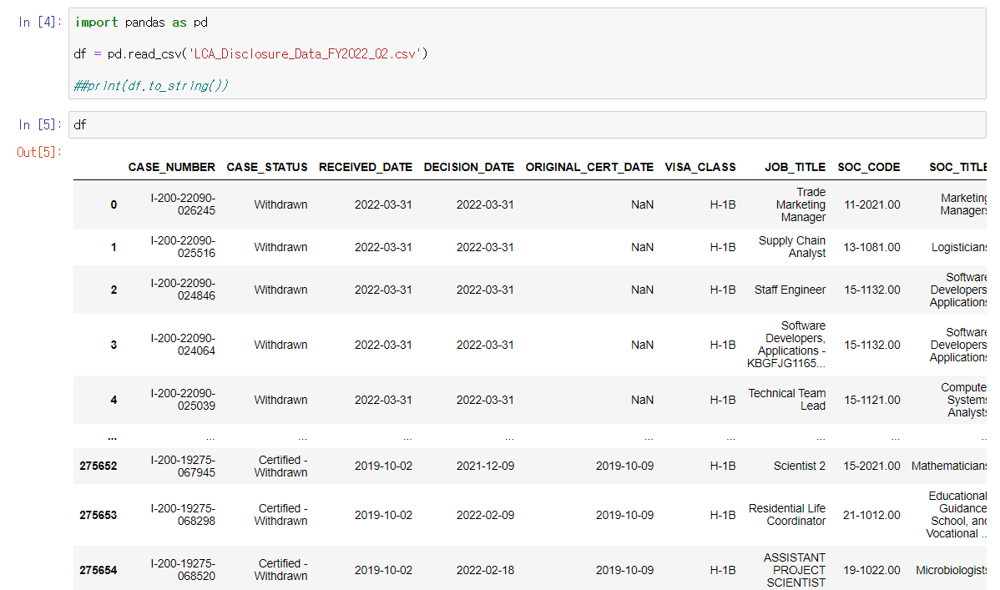 In [4]: import pandas as pd
df = pd.read_csv('LCA_Disclosure_Data_FY2022_Q2.csv')
##print(df.to_string())
In [5]: df
Out[5]:
CASE_NUMBER CASE_STATUS RECEIVED_DATE DECISION_DATE ORIGINAL_CERT_DATE VISA_CLASS JOB_TITLE SOC_CODE SOC_TITLE
0 I-200-22090-026245 Withdrawn 2022-03-31 2022-03-31 NaN H-1B Trade Marketing Manager 11-2021.00 Marketing Managers
1 I-200-22090-025516 Withdrawn 2022-03-31 2022-03-31 NaN H-1B Supply Chain Analyst 13-1081.00 Logisticians
2 I-200-22090-024846 Withdrawn 2022-03-31 2022-03-31 NaN H-1B Staff Engineer 15-1132.00 Software Developers, Applications
3 I-200-22090-024064 Withdrawn 2022-03-31 2022-03-31 NaN H-1B Software Developers, Applications - KBGFJG1165... 15-1132.00 Software Developers, Applications
4 I-200-22090-025039 Withdrawn 2022-03-31 2022-03-31 NaN H-1B Technical Team Lead 15-1121.00 Computer Systems Analysts
... ... ... ... ... ... ... ... ... ...
275652 I-200-19275-067945 Certified - Withdrawn 2019-10-02 2021-12-09 2019-10-09 H-1B Scientist 2 15-2021.00 Mathematicians
275653 I-200-19275-068298 Certified - Withdrawn 2019-10-02 2022-02-09 2019-10-09 H-1B Residential Life Coordinator 21-1012.00 Educational, Guidance, School, and Vocational ...
275654 I-200-19275-068520 Certified - Withdrawn 2019-10-02 2022-02-18 2019-10-09 H-1B ASSISTANT PROJECT SCIENTIST 19-1022.00 Microbiologists